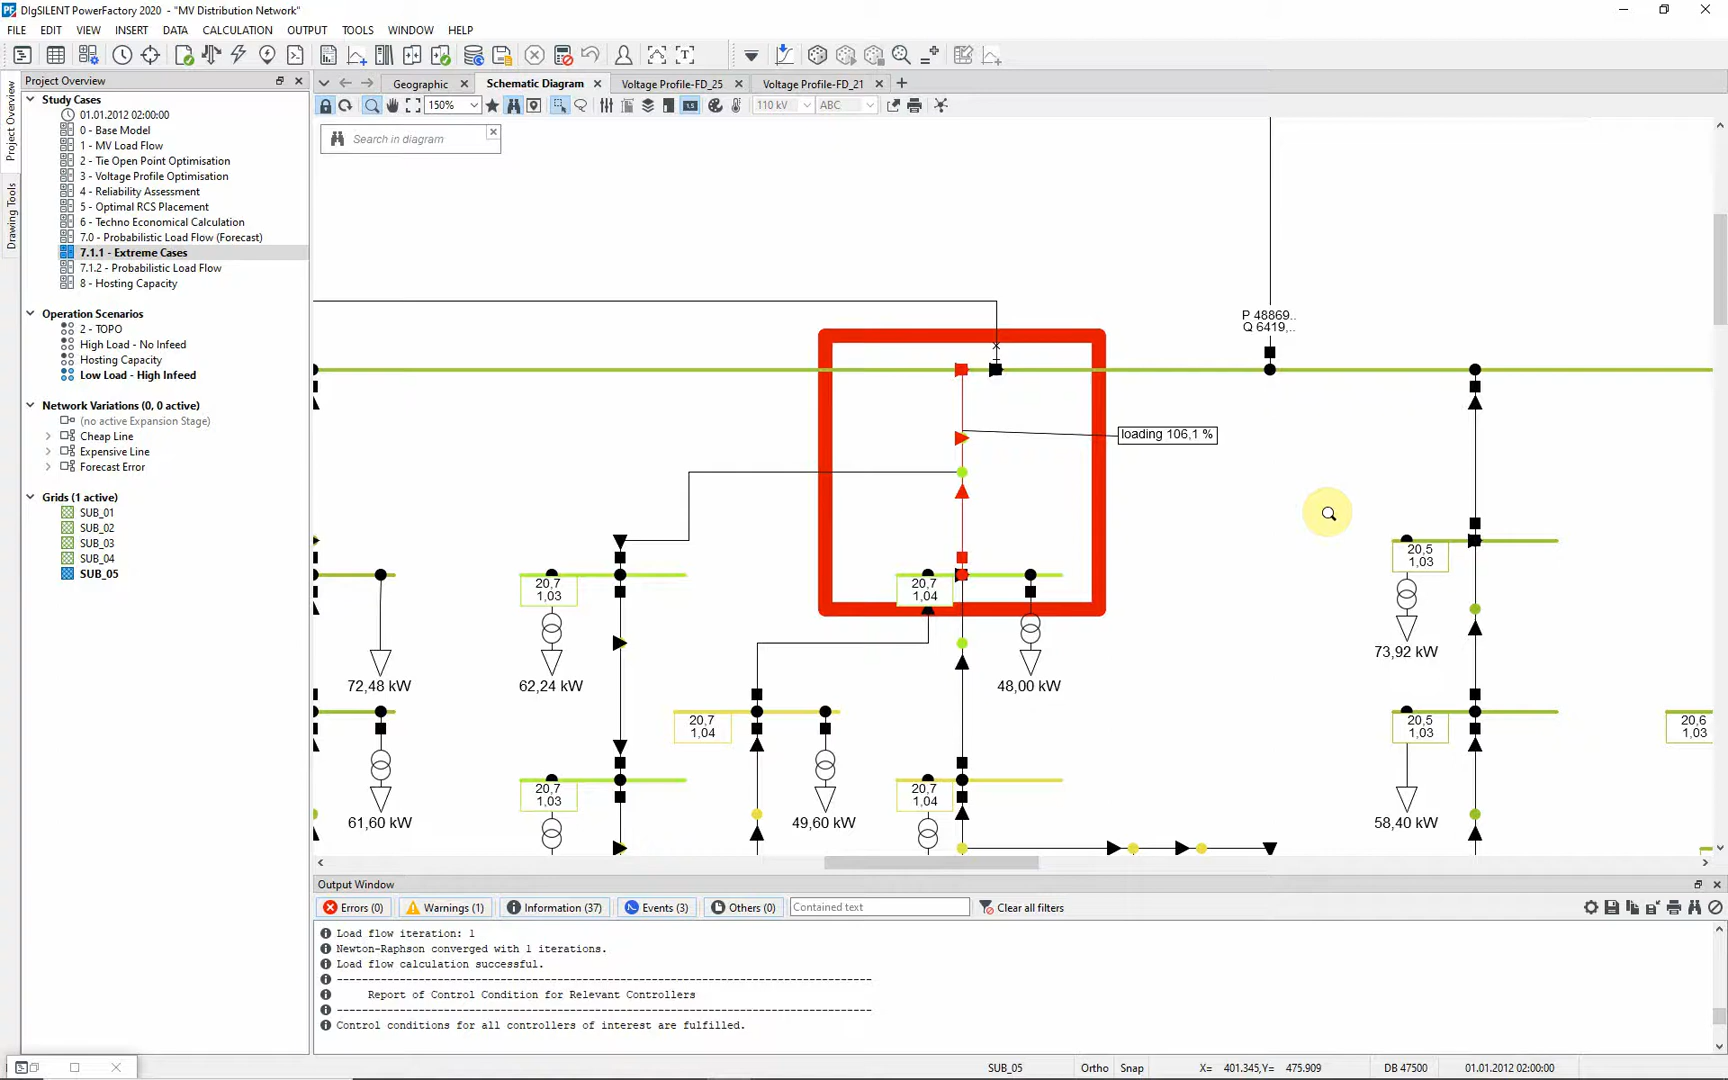 DIgSILENT PowerFactory 2020 - "MV Distribution Network"
FILE EDIT VIEW INSERT DATA CALCULATION OUTPUT TOOLS WINDOW HELP
Project Overview
Drawing Tools
Project Overview
Study Cases
01.01.2012 02:00:00
0 - Base Model
1 - MV Load Flow
2 - Tie Open Point Optimisation
3 - Voltage Profile Optimisation
4 - Reliability Assessment
5 - Optimal RCS Placement
6 - Techno Economical Calculation
7.0 - Probabilistic Load Flow (Forecast)
7.1.1 - Extreme Cases
7.1.2 - Probabilistic Load Flow
8 - Hosting Capacity
Operation Scenarios
2 - TOPO
High Load - No Infeed
Hosting Capacity
Low Load - High Infeed
Network Variations (0, 0 active)
(no active Expansion Stage)
Cheap Line
Expensive Line
Forecast Error
Grids (1 active)
SUB_01
SUB_02
SUB_03
SUB_04
SUB_05
Geographic
Schematic Diagram
Voltage Profile-FD_25
Voltage Profile-FD_21
150%
110 kV
ABC
Search in diagram
P 48869..
Q 6419,..
loading 106,1 %
20,7
1,03
20,7
1,04
20,5
1,03
72,48 kW
62,24 kW
48,00 kW
73,92 kW
20,7
1,04
20,5
1,03
20,6
1,03
20,7
1,03
20,7
1,04
61,60 kW
49,60 kW
58,40 kW
Output Window
Errors (0)
Warnings (1)
Information (37)
Events (3)
Others (0)
Contained text
Clear all filters
Load flow iteration: 1
Newton-Raphson converged with 1 iterations.
Load flow calculation successful.
--------------------------------------------------------------------------------
Report of Control Condition for Relevant Controllers
--------------------------------------------------------------------------------
Control conditions for all controllers of interest are fulfilled.
SUB_05
Ortho
Snap
X= 401.345,Y= 475.909
DB 47500
01.01.2012 02:00:00